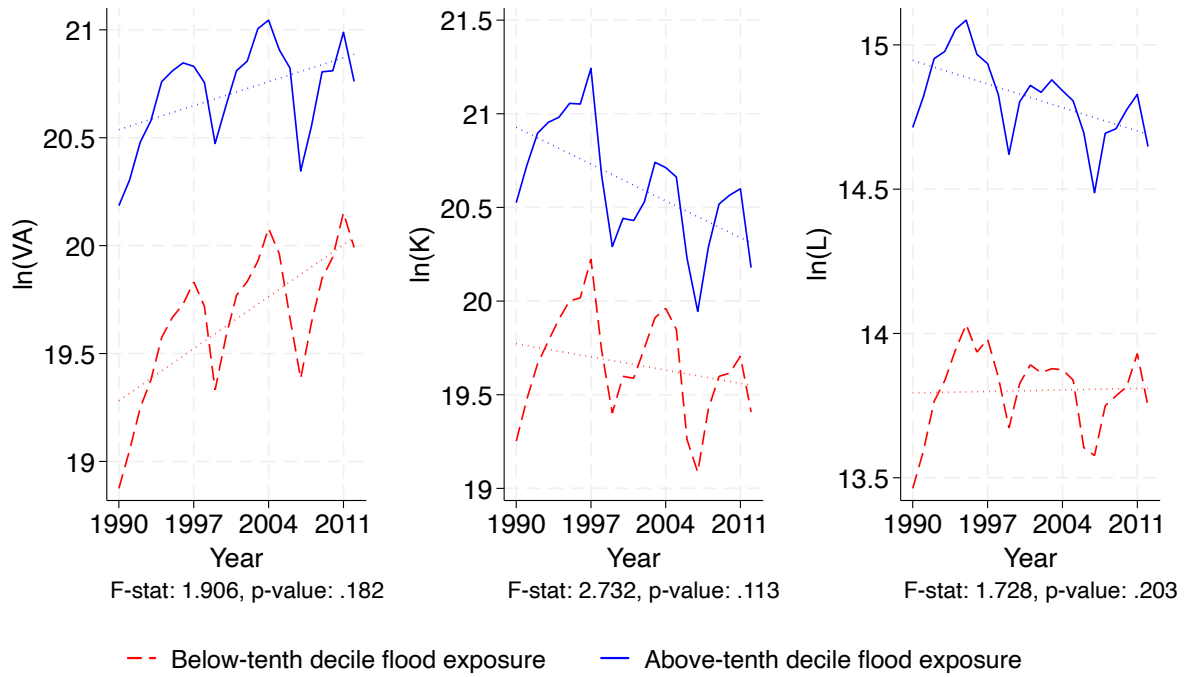 ln(VA)
21
20.5
20
19.5
19
1990 1997 2004 2011
Year
F-stat: 1.906, p-value: .182
ln(K)
21.5
21
20.5
20
19.5
19
1990 1997 2004 2011
Year
F-stat: 2.732, p-value: .113
ln(L)
15
14.5
14
13.5
1990 1997 2004 2011
Year
F-stat: 1.728, p-value: .203
Below-tenth decile flood exposure
Above-tenth decile flood exposure